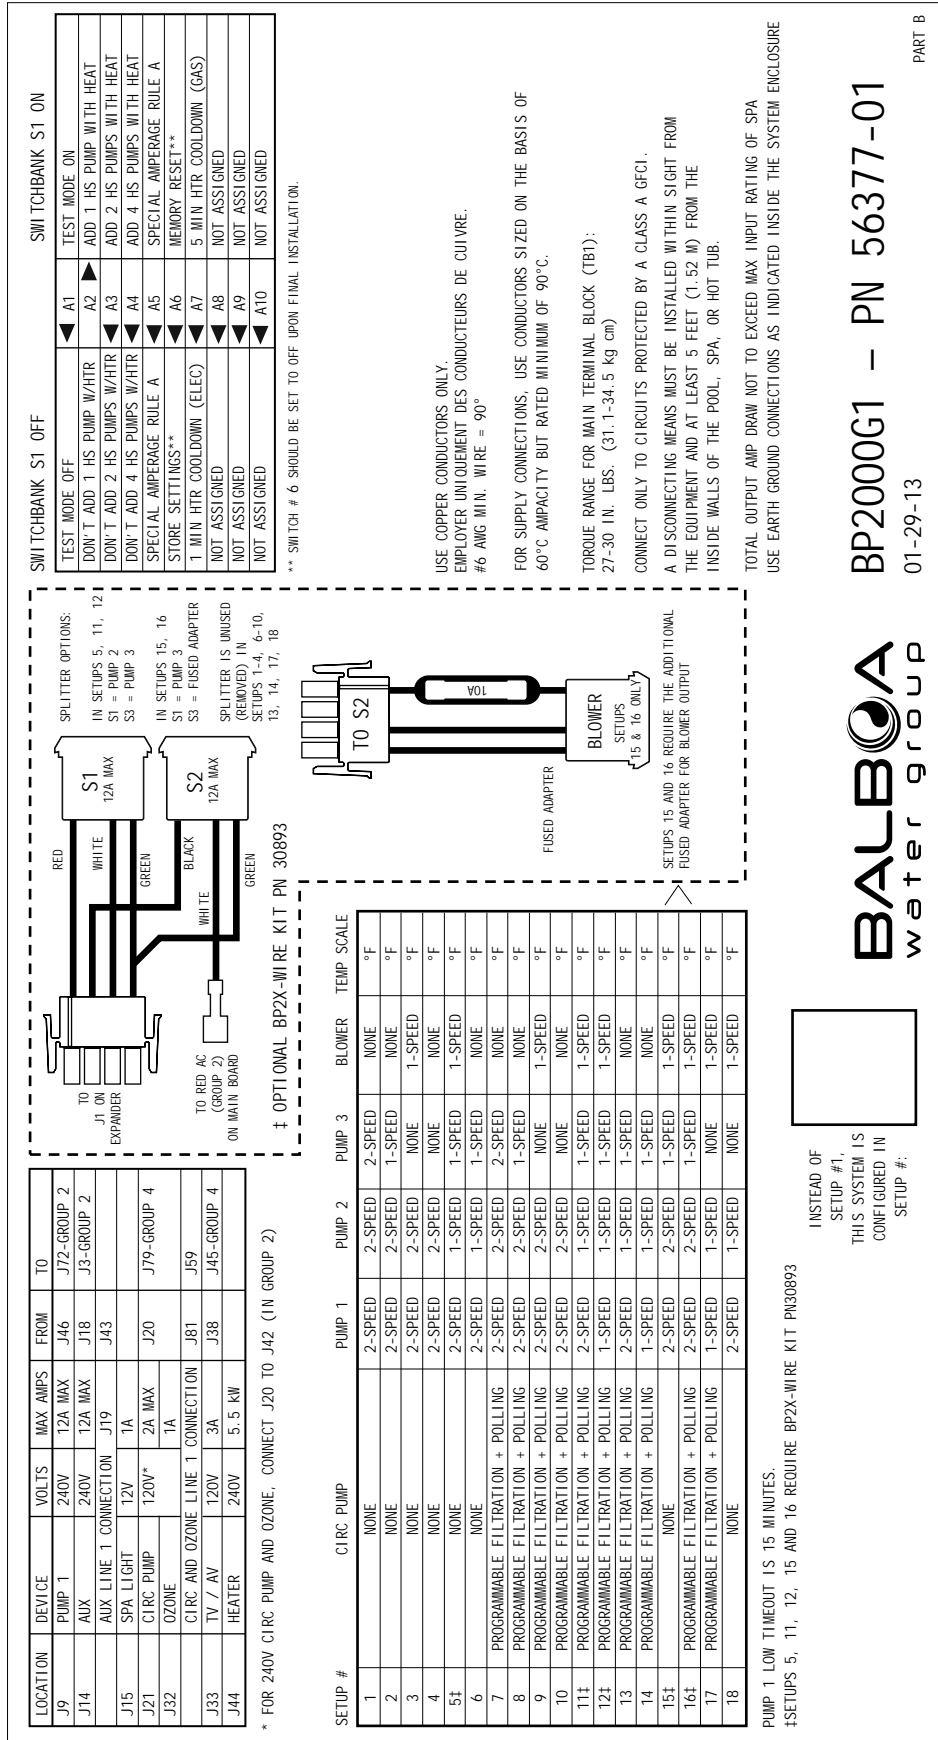 LOCATION DEVICE VOLTS MAX AMPS FROM TO
J9 PUMP 1 240V 12A MAX J46 J72-GROUP 2
J14 AUX 240V 12A MAX J18 J3-GROUP 2
AUX LINE 1 CONNECTION J19 J43
J15 SPA LIGHT 12V 1A
J21 CIRC PUMP 120V* 2A MAX J20 J79-GROUP 4
J32 OZONE 1A
CIRC AND OZONE LINE 1 CONNECTION J81 J59
J33 TV / AV 120V 3A J38 J45-GROUP 4
J44 HEATER 240V 5.5 kW
* FOR 240V CIRC PUMP AND OZONE, CONNECT J20 TO J42 (IN GROUP 2)
TO
J1 ON
EXPANDER
TO RED AC
(GROUP 2)
ON MAIN BOARD
RED
WHITE
GREEN
BLACK
WHITE
GREEN
S1
12A MAX
S2
12A MAX
SPLITTER OPTIONS:
IN SETUPS 5, 11, 12
S1 = PUMP 2
S3 = PUMP 3
IN SETUPS 15, 16
S1 = PUMP 3
S3 = FUSED ADAPTER
SPLITTER IS UNUSED
(REMOVED) IN
SETUPS 1-4, 6-10,
13, 14, 17, 18
‡ OPTIONAL BP2X-WIRE KIT PN 30893
TO S2
10A
BLOWER
SETUPS
15 & 16 ONLY
FUSED ADAPTER
SETUPS 15 AND 16 REQUIRE THE ADDITIONAL
FUSED ADAPTER FOR BLOWER OUTPUT
SWITCHBANK S1 OFF SWITCHBANK S1 ON
TEST MODE OFF A1 TEST MODE ON
DON'T ADD 1 HS PUMP W/HTR A2 ADD 1 HS PUMP WITH HEAT
DON'T ADD 2 HS PUMPS W/HTR A3 ADD 2 HS PUMPS WITH HEAT
DON'T ADD 4 HS PUMPS W/HTR A4 ADD 4 HS PUMPS WITH HEAT
SPECIAL AMPERAGE RULE A A5 SPECIAL AMPERAGE RULE A
STORE SETTINGS** A6 MEMORY RESET**
1 MIN HTR COOLDOWN (ELEC) A7 5 MIN HTR COOLDOWN (GAS)
NOT ASSIGNED A8 NOT ASSIGNED
NOT ASSIGNED A9 NOT ASSIGNED
NOT ASSIGNED A10 NOT ASSIGNED
** SWITCH # 6 SHOULD BE SET TO OFF UPON FINAL INSTALLATION.
SETUP # CIRC PUMP PUMP 1 PUMP 2 PUMP 3 BLOWER TEMP SCALE
1 NONE 2-SPEED 2-SPEED 2-SPEED NONE °F
2 NONE 2-SPEED 2-SPEED 1-SPEED NONE °F
3 NONE 2-SPEED 2-SPEED NONE 1-SPEED °F
4 NONE 2-SPEED 2-SPEED NONE NONE °F
5‡ NONE 2-SPEED 1-SPEED 1-SPEED 1-SPEED °F
6 NONE 2-SPEED 1-SPEED 1-SPEED NONE °F
7 PROGRAMMABLE FILTRATION + POLLING 2-SPEED 2-SPEED 2-SPEED NONE °F
8 PROGRAMMABLE FILTRATION + POLLING 2-SPEED 2-SPEED 1-SPEED NONE °F
9 PROGRAMMABLE FILTRATION + POLLING 2-SPEED 2-SPEED NONE 1-SPEED °F
10 PROGRAMMABLE FILTRATION + POLLING 2-SPEED 2-SPEED NONE NONE °F
11‡ PROGRAMMABLE FILTRATION + POLLING 2-SPEED 1-SPEED 1-SPEED 1-SPEED °F
12‡ PROGRAMMABLE FILTRATION + POLLING 1-SPEED 1-SPEED 1-SPEED 1-SPEED °F
13 PROGRAMMABLE FILTRATION + POLLING 2-SPEED 1-SPEED 1-SPEED NONE °F
14 PROGRAMMABLE FILTRATION + POLLING 1-SPEED 1-SPEED 1-SPEED NONE °F
15‡ NONE 2-SPEED 2-SPEED 1-SPEED 1-SPEED °F
16‡ PROGRAMMABLE FILTRATION + POLLING 2-SPEED 2-SPEED 1-SPEED 1-SPEED °F
17 PROGRAMMABLE FILTRATION + POLLING 1-SPEED 1-SPEED NONE 1-SPEED °F
18 NONE 2-SPEED 1-SPEED NONE 1-SPEED °F
PUMP 1 LOW TIMEOUT IS 15 MINUTES.
‡SETUPS 5, 11, 12, 15 AND 16 REQUIRE BP2X-WIRE KIT PN30893
USE COPPER CONDUCTORS ONLY.
EMPLOYER UNIQUEMENT DES CONDUCTEURS DE CUIVRE.
#6 AWG MIN. WIRE = 90°
FOR SUPPLY CONNECTIONS, USE CONDUCTORS SIZED ON THE BASIS OF
60°C AMPACITY BUT RATED MINIMUM OF 90°C.
TORQUE RANGE FOR MAIN TERMINAL BLOCK (TB1):
27-30 IN. LBS. (31.1-34.5 kg cm)
CONNECT ONLY TO CIRCUITS PROTECTED BY A CLASS A GFCI.
A DISCONNECTING MEANS MUST BE INSTALLED WITHIN SIGHT FROM
THE EQUIPMENT AND AT LEAST 5 FEET (1.52 M) FROM THE
INSIDE WALLS OF THE POOL, SPA, OR HOT TUB.
TOTAL OUTPUT AMP DRAW NOT TO EXCEED MAX INPUT RATING OF SPA
USE EARTH GROUND CONNECTIONS AS INDICATED INSIDE THE SYSTEM ENCLOSURE
INSTEAD OF
SETUP #1,
THIS SYSTEM IS
CONFIGURED IN
SETUP #:
BALBOA
water group
BP2000G1 – PN 56377-01
01-29-13
PART B